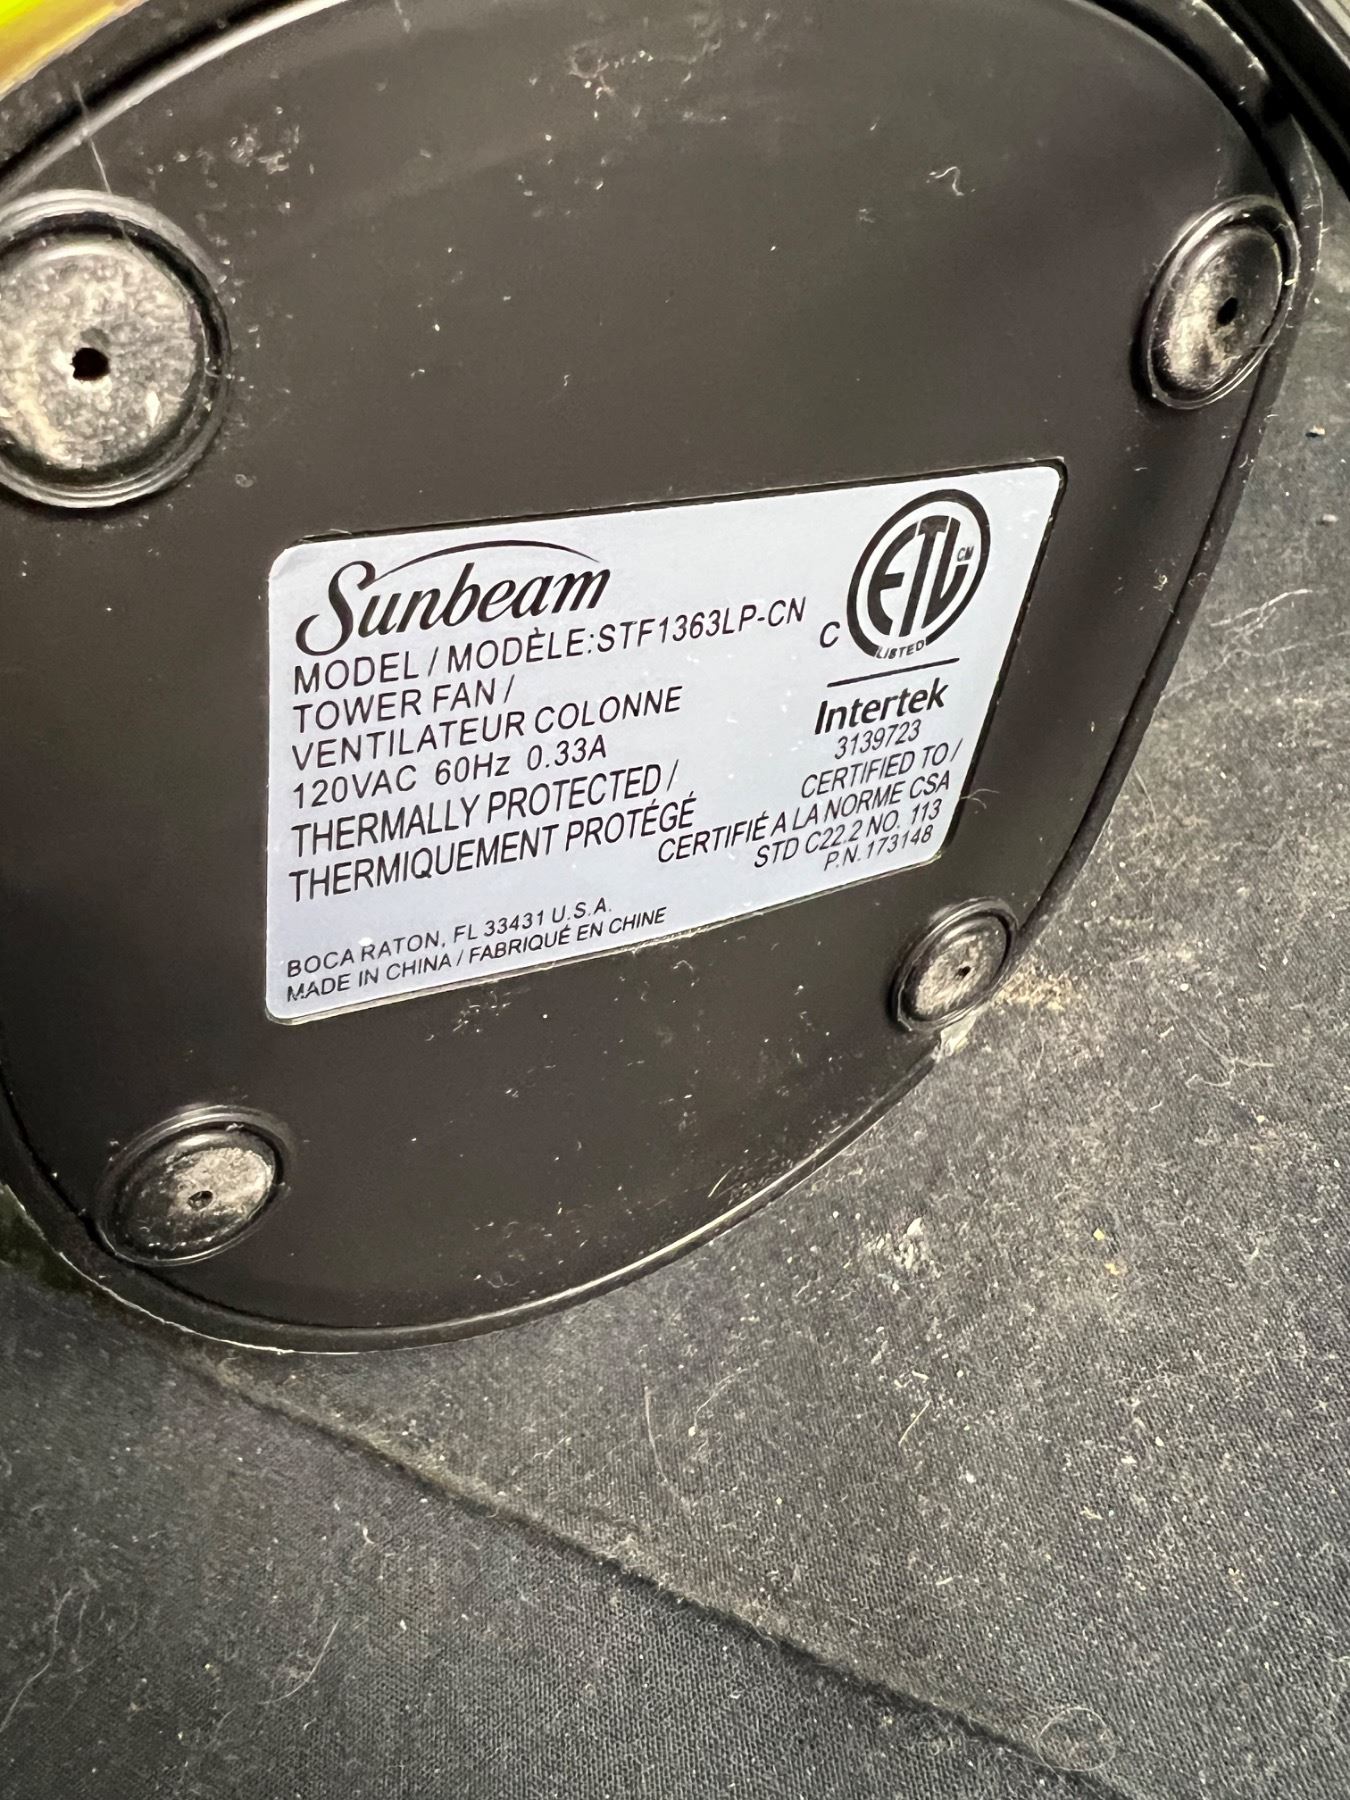 Sunbeam
MODEL / MODÈLE:STF1363LP-CN
TOWER FAN /
VENTILATEUR COLONNE
120VAC 60Hz 0.33A
THERMALLY PROTECTED /
THERMIQUEMENT PROTÉGÉ
BOCA RATON, FL 33431 U.S.A.
MADE IN CHINA / FABRIQUÉ EN CHINE
C ETL CM
LISTED
Intertek
3139723
CERTIFIED TO /
CERTIFIÉ A LA NORME CSA
STD C22.2 NO. 113
P.N.173148